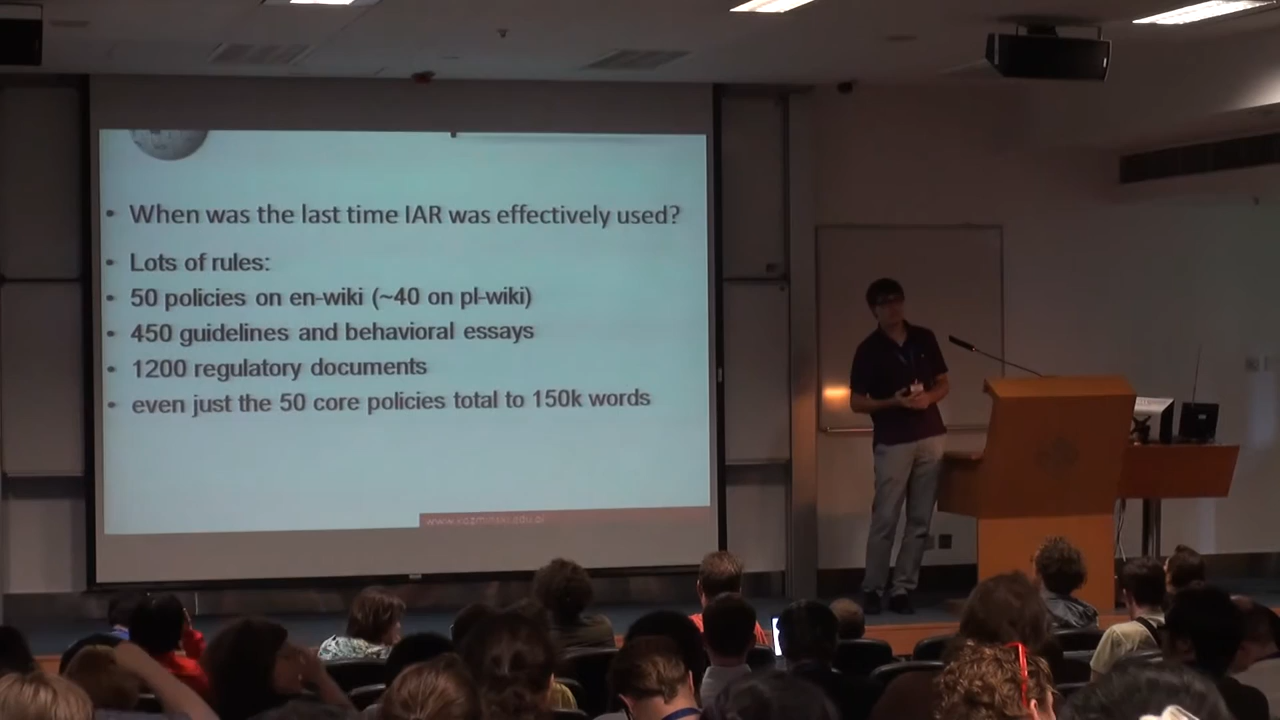 • When was the last time IAR was effectively used?
• Lots of rules:
• 50 policies on en-wiki (~40 on pl-wiki)
• 450 guidelines and behavioral essays
• 1200 regulatory documents
• even just the 50 core policies total to 150k words
www.kozminski.edu.pl